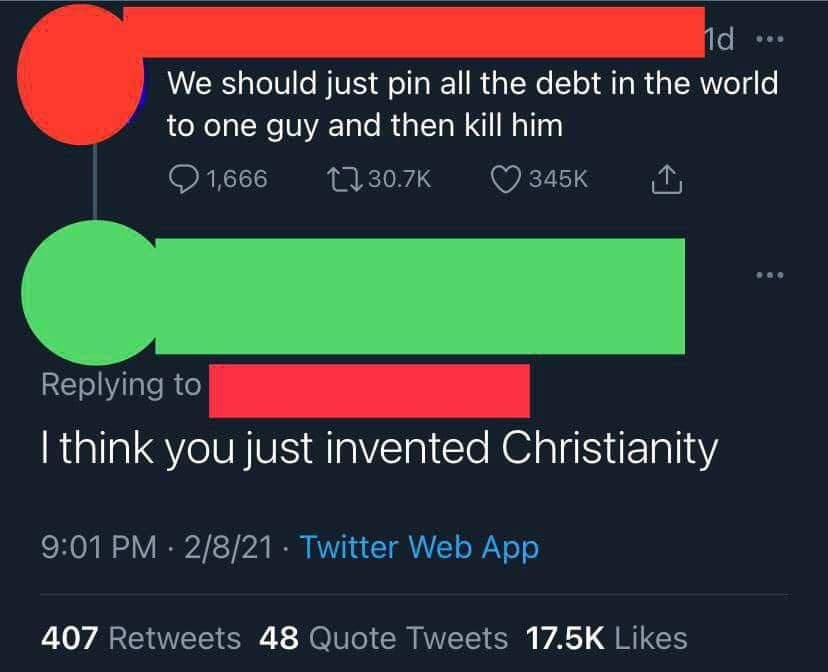 1d ...
We should just pin all the debt in the world
to one guy and then kill him
1,666 30.7K 345K
...
Replying to
I think you just invented Christianity
9:01 PM · 2/8/21 · Twitter Web App
407 Retweets 48 Quote Tweets 17.5K Likes